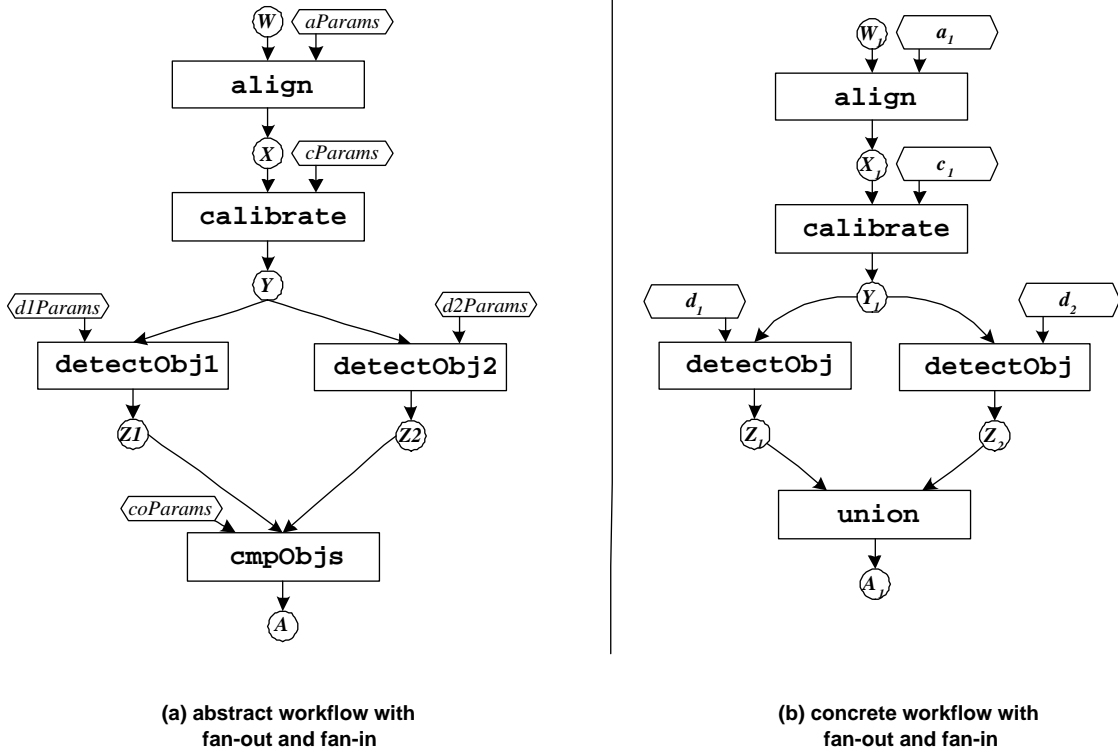 W
aParams
align
X
cParams
calibrate
Y
d1Params
d2Params
detectObj1
detectObj2
Z1
Z2
coParams
cmpObjs
A
(a) abstract workflow with
fan-out and fan-in
W1
a1
align
X1
c1
calibrate
Y1
d1
d2
detectObj
detectObj
Z1
Z2
union
A1
(b) concrete workflow with
fan-out and fan-in